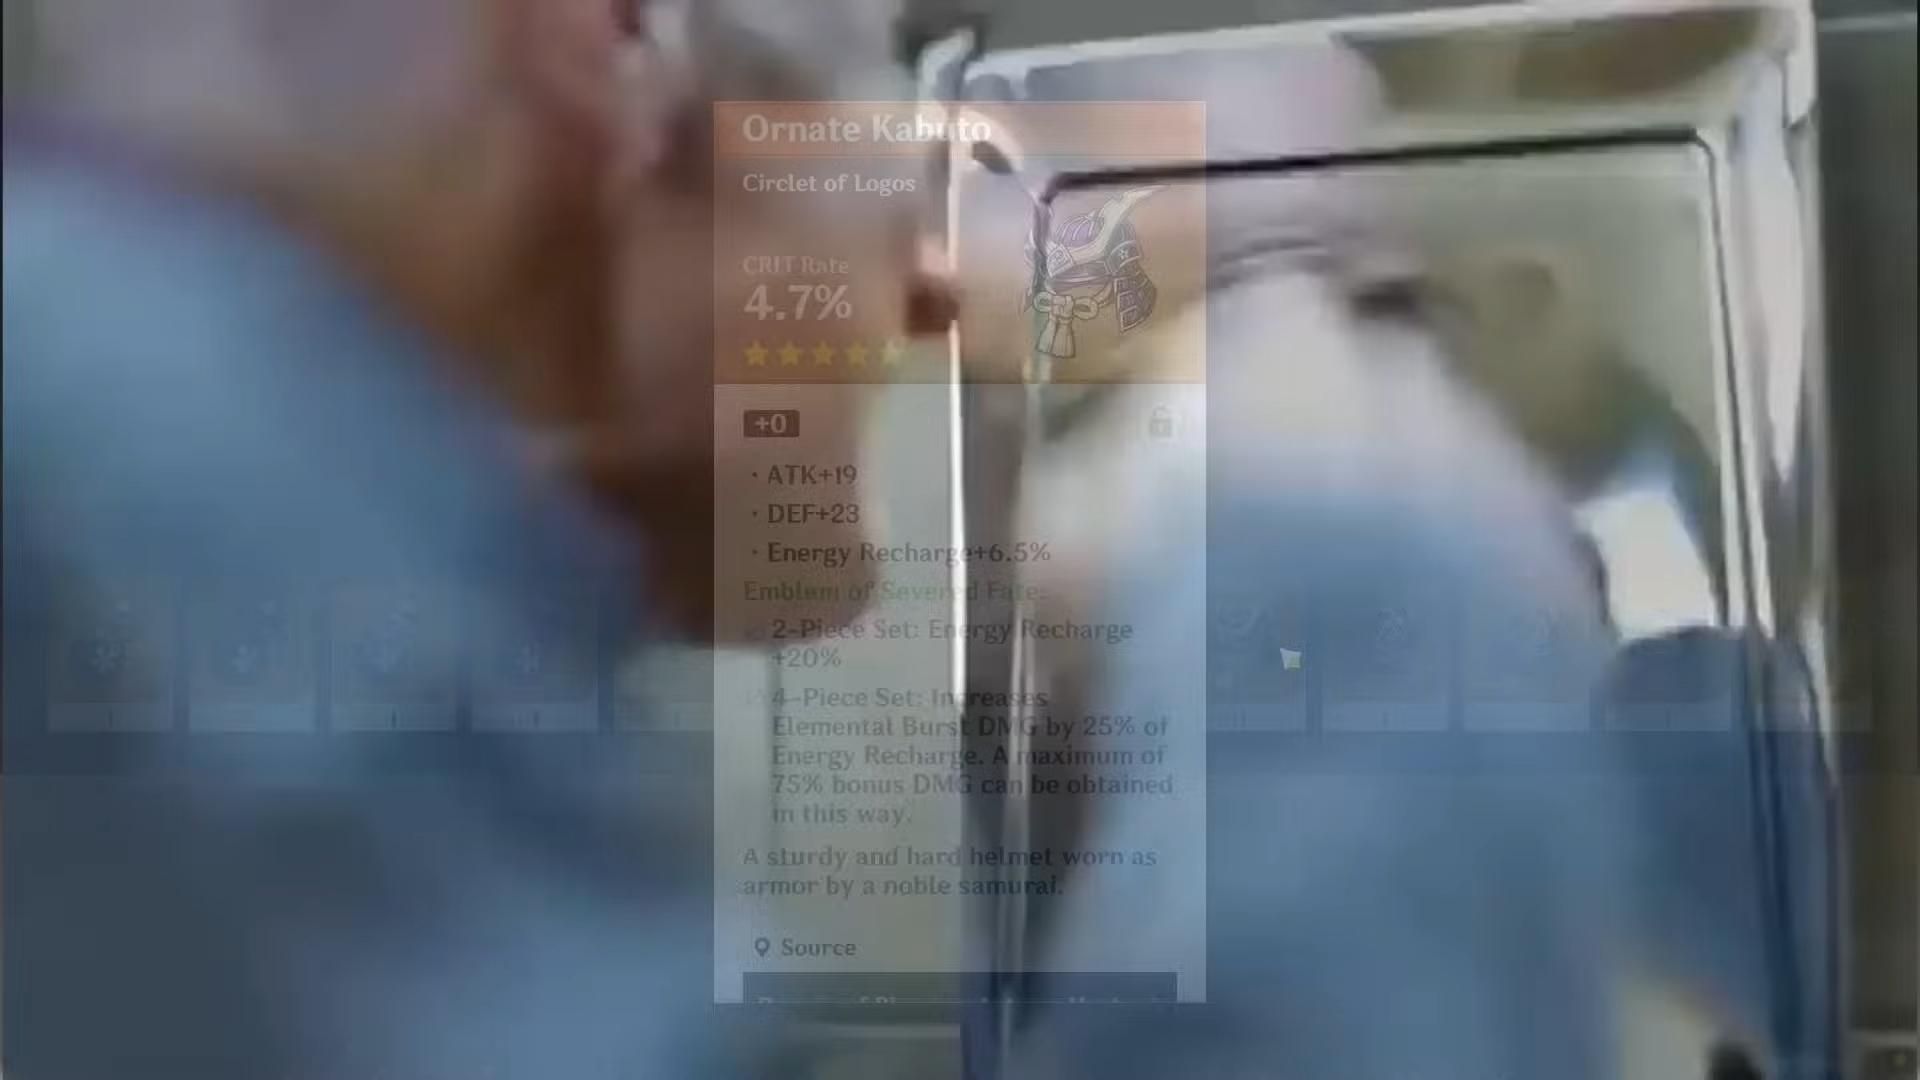 Ornate Kabuto
Circlet of Logos
CRIT Rate
4.7%
+0
· ATK+19
· DEF+23
· Energy Recharge+6.5%
Emblem of Severed Fate:
2-Piece Set: Energy Recharge
+20%
4-Piece Set: Increases
Elemental Burst DMG by 25% of
Energy Recharge. A maximum of
75% bonus DMG can be obtained
in this way.
A sturdy and hard helmet worn as
armor by a noble samurai.
Source